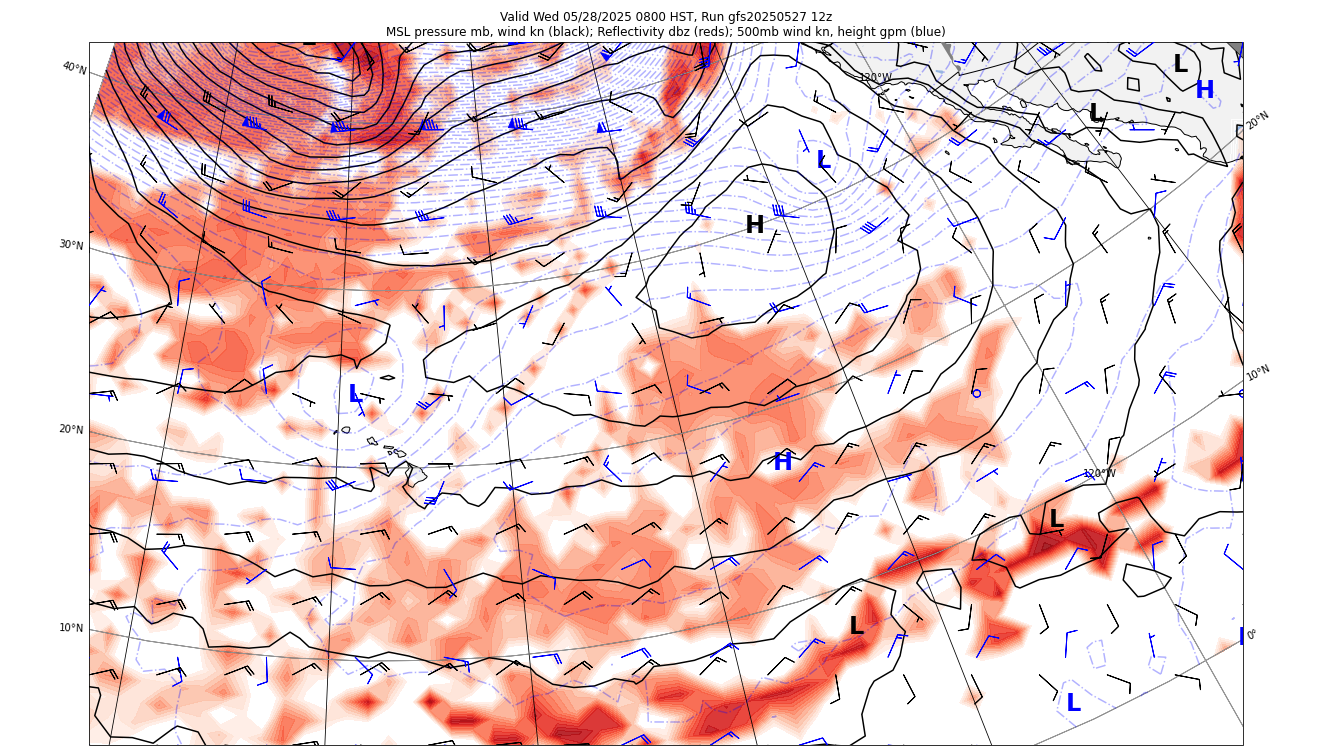 Valid Wed 05/28/2025 0800 HST, Run gfs20250527 12z
MSL pressure mb, wind kn (black); Reflectivity dbz (reds); 500mb wind kn, height gpm (blue)
40°N
120°W
L
H
L
20°N
L
H
30°N
10°N
L
20°N
H
120°W
L
10°N
L
0°
L